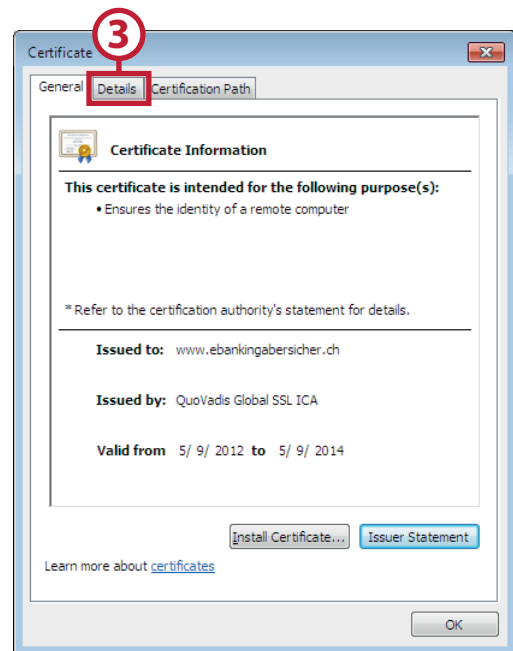 3
Certificate
General Details Certification Path
Certificate Information
This certificate is intended for the following purpose(s):
• Ensures the identity of a remote computer
* Refer to the certification authority's statement for details.
Issued to: www.ebankingabersicher.ch
Issued by: QuoVadis Global SSL ICA
Valid from 5/ 9/ 2012 to 5/ 9/ 2014
Install Certificate... Issuer Statement
Learn more about certificates
OK